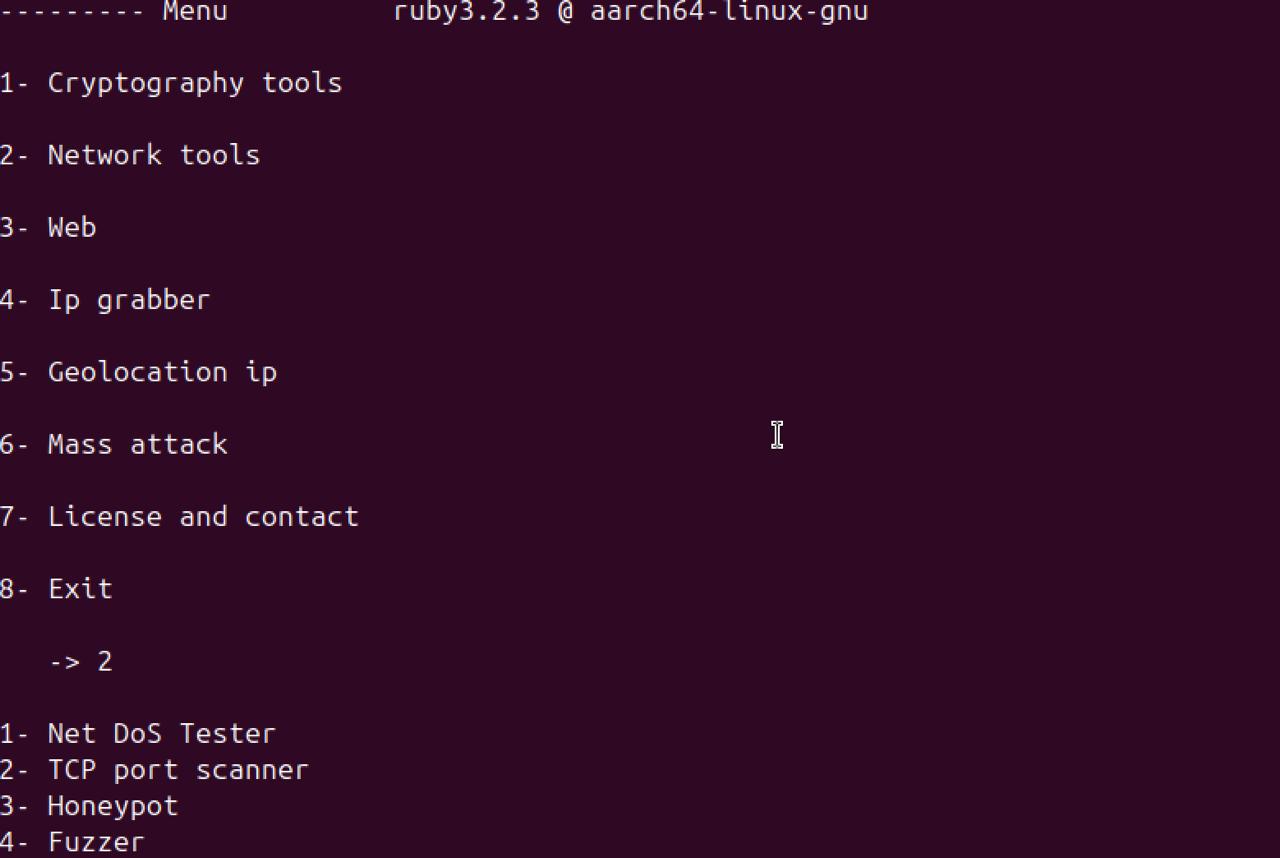 --------- Menu          ruby3.2.3 @ aarch64-linux-gnu
1- Cryptography tools
2- Network tools
3- Web
4- Ip grabber
5- Geolocation ip
6- Mass attack
7- License and contact
8- Exit
   -> 2
1- Net DoS Tester
2- TCP port scanner
3- Honeypot
4- Fuzzer